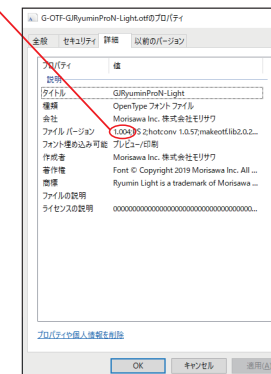 G-OTF-GJRyuminProN-Light.otfのプロパティ
全般 セキュリティ 詳細 以前のバージョン
プロパティ 値
説明
タイトル GJRyuminProN-Light
種類 OpenType フォント ファイル
会社 Morisawa Inc. 株式会社モリサワ
ファイル バージョン 1.004;PS 2;hotconv 1.0.57;makeotf.lib2.0.2...
フォント埋め込み可能 プレビュー/印刷
作成者 Morisawa Inc. 株式会社モリサワ
著作権 Font © Copyright 2019 Morisawa Inc. All ...
商標 Ryumin Light is a trademark of Morisawa ...
ファイルの説明
ライセンスの説明 000000000000000000000000000000000...
プロパティや個人情報を削除
OK キャンセル 適用(A)